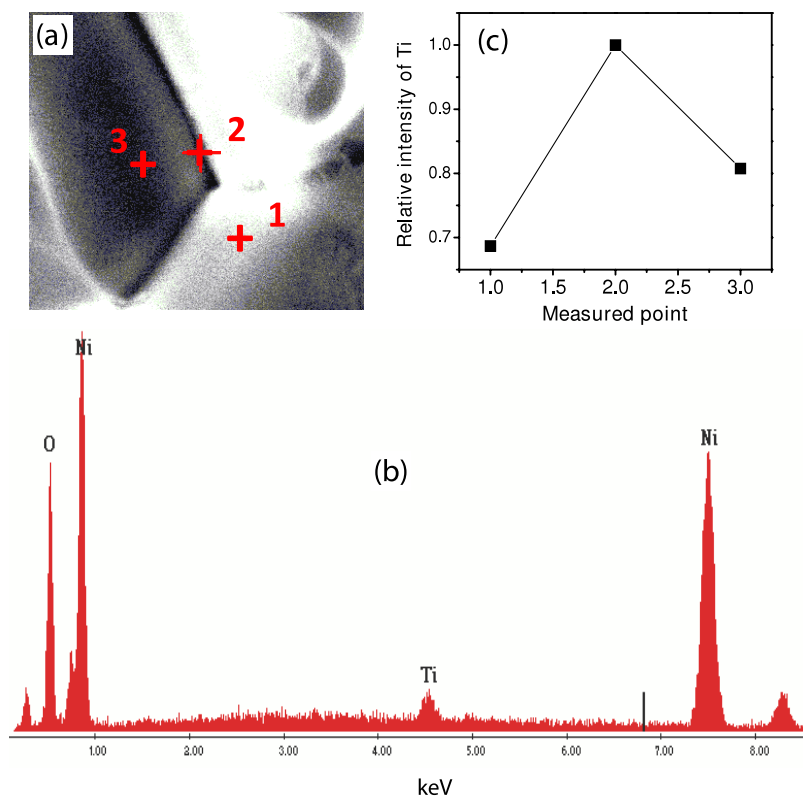 (a)
3
2
1
(c)
Relative intensity of Ti
1.0
0.9
0.8
0.7
1.0 1.5 2.0 2.5 3.0
Measured point
Ni
O
(b)
Ni
Ti
1.00 2.00 3.00 4.00 5.00 6.00 7.00 8.00
keV